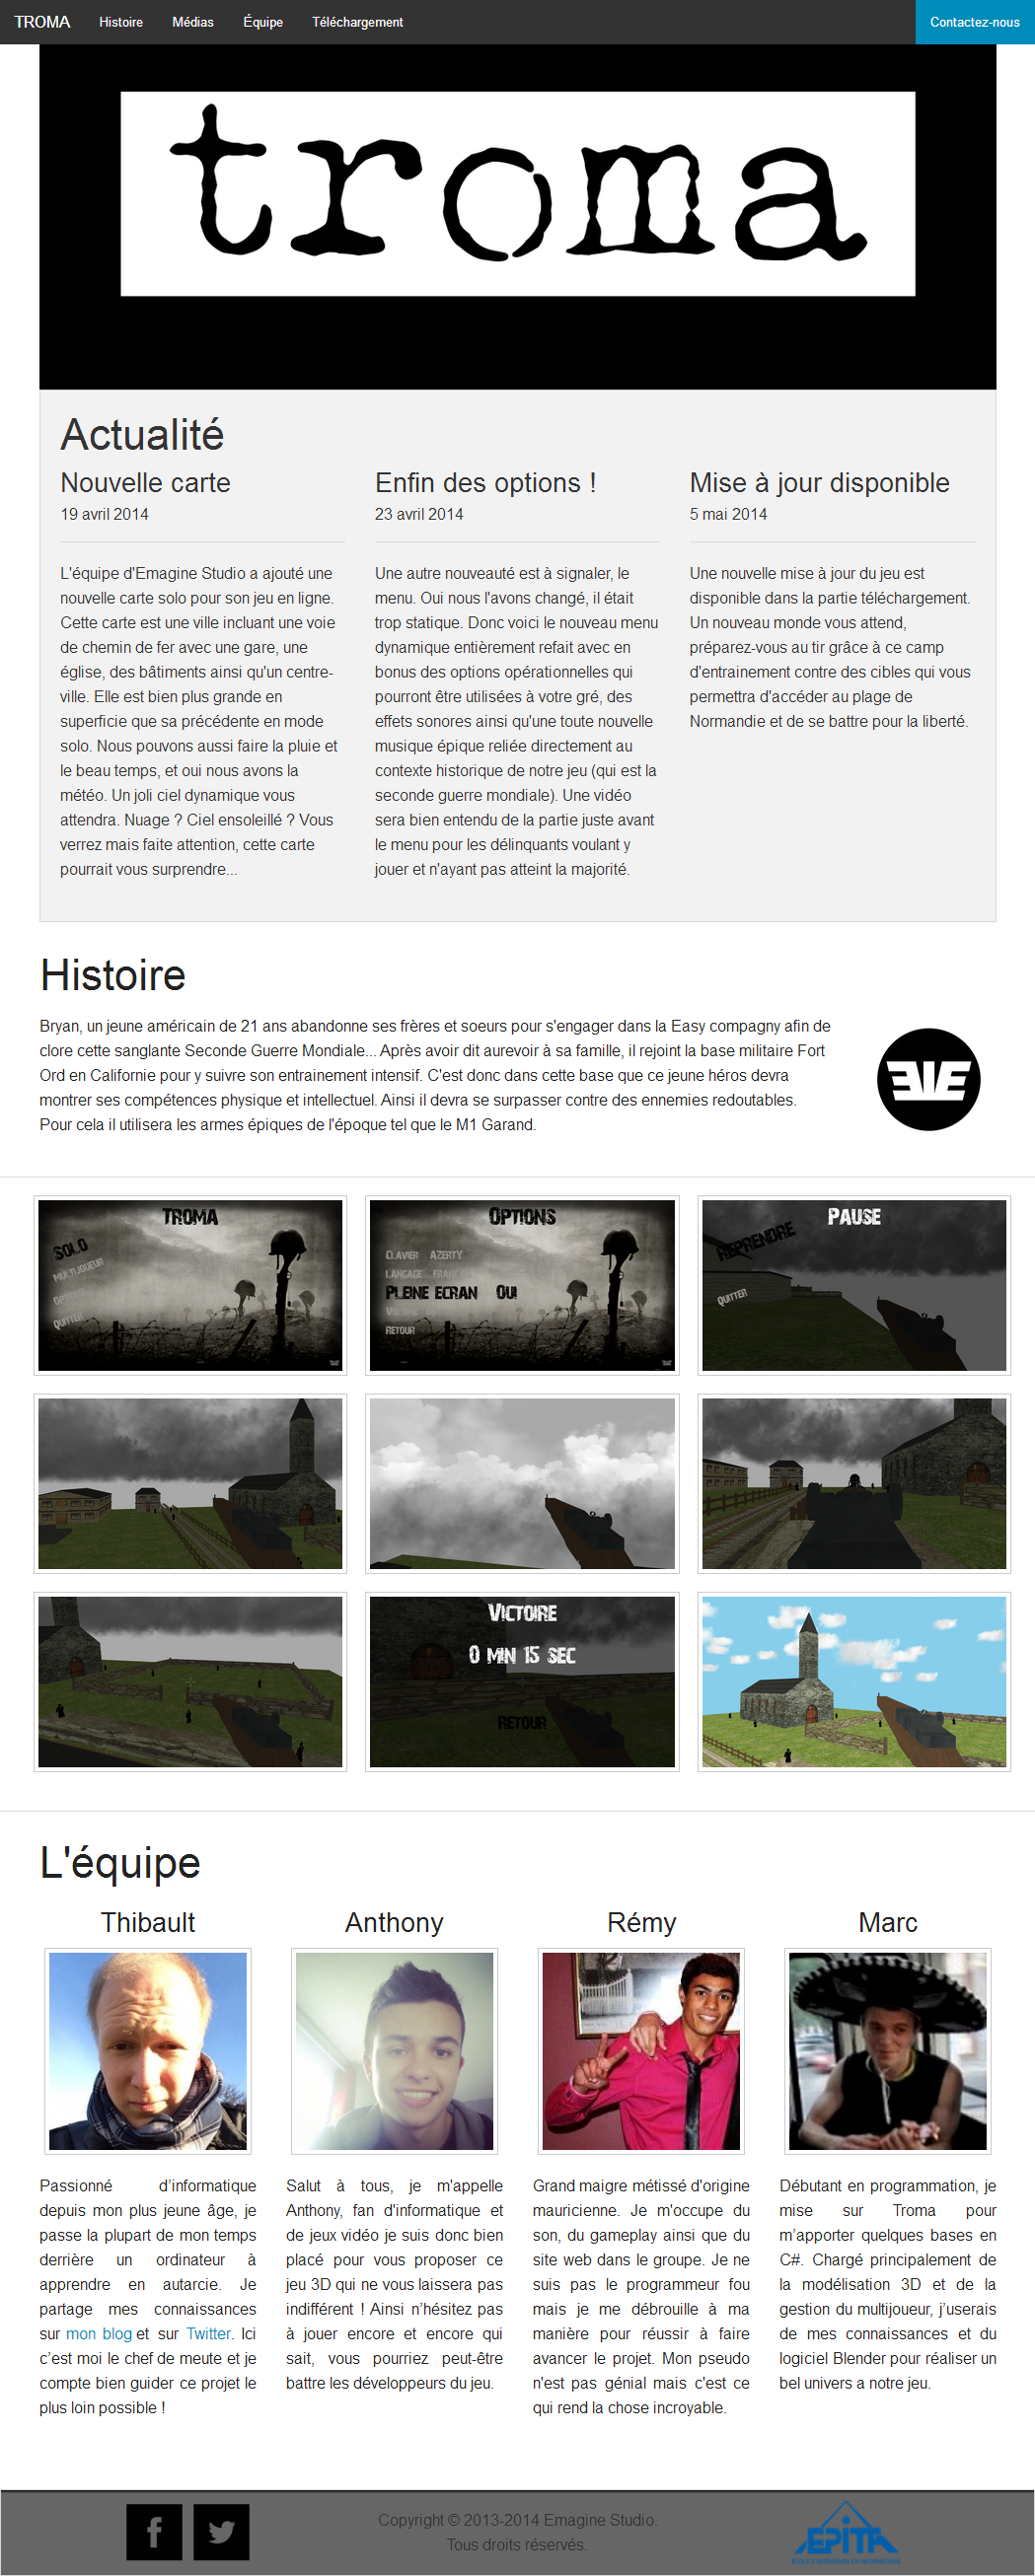 TROMA Histoire Médias Équipe Téléchargement Contactez-nous
troma
Actualité
Nouvelle carte
19 avril 2014
L'équipe d'Emagine Studio a ajouté une
nouvelle carte solo pour son jeu en ligne.
Cette carte est une ville incluant une voie
de chemin de fer avec une gare, une
église, des bâtiments ainsi qu'un centre-
ville. Elle est bien plus grande en
superficie que sa précédente en mode
solo. Nous pouvons aussi faire la pluie et
le beau temps, et oui nous avons la
météo. Un joli ciel dynamique vous
attendra. Nuage ? Ciel ensoleillé ? Vous
verrez mais faite attention, cette carte
pourrait vous surprendre...
Enfin des options !
23 avril 2014
Une autre nouveauté est à signaler, le
menu. Oui nous l'avons changé, il était
trop statique. Donc voici le nouveau menu
dynamique entièrement refait avec en
bonus des options opérationnelles qui
pourront être utilisées à votre gré, des
effets sonores ainsi qu'une toute nouvelle
musique épique reliée directement au
contexte historique de notre jeu (qui est la
seconde guerre mondiale). Une vidéo
sera bien entendu de la partie juste avant
le menu pour les délinquants voulant y
jouer et n'ayant pas atteint la majorité.
Mise à jour disponible
5 mai 2014
Une nouvelle mise à jour du jeu est
disponible dans la partie téléchargement.
Un nouveau monde vous attend,
préparez-vous au tir grâce à ce camp
d'entrainement contre des cibles qui vous
permettra d'accéder au plage de
Normandie et de se battre pour la liberté.
Histoire
Bryan, un jeune américain de 21 ans abandonne ses frères et soeurs pour s'engager dans la Easy compagny afin de
clore cette sanglante Seconde Guerre Mondiale... Après avoir dit aurevoir à sa famille, il rejoint la base militaire Fort
Ord en Californie pour y suivre son entrainement intensif. C'est donc dans cette base que ce jeune héros devra
montrer ses compétences physique et intellectuel. Ainsi il devra se surpasser contre des ennemies redoutables.
Pour cela il utilisera les armes épiques de l'époque tel que le M1 Garand.
TROMA
SOLO
MULTIJOUEUR
OPTIONS
QUITTER
OPTIONS
CLAVIER AZERTY
LANGAGE FRANCAIS
PLEINE ECRAN OUI
RETOUR
PAUSE
REPRENDRE
QUITTER
VICTOIRE
0 MIN 15 SEC
RETOUR
L'équipe
Thibault
Passionné d’informatique
depuis mon plus jeune âge, je
passe la plupart de mon temps
derrière un ordinateur à
apprendre en autarcie. Je
partage mes connaissances
sur mon blog et sur Twitter. Ici
c’est moi le chef de meute et je
compte bien guider ce projet le
plus loin possible !
Anthony
Salut à tous, je m'appelle
Anthony, fan d'informatique et
de jeux vidéo je suis donc bien
placé pour vous proposer ce
jeu 3D qui ne vous laissera pas
indifférent ! Ainsi n’hésitez pas
à jouer encore et encore qui
sait, vous pourriez peut-être
battre les développeurs du jeu.
Rémy
Grand maigre métissé d'origine
mauricienne. Je m'occupe du
son, du gameplay ainsi que du
site web dans le groupe. Je ne
suis pas le programmeur fou
mais je me débrouille à ma
manière pour réussir à faire
avancer le projet. Mon pseudo
n'est pas génial mais c'est ce
qui rend la chose incroyable.
Marc
Débutant en programmation, je
mise sur Troma pour
m’apporter quelques bases en
C#. Chargé principalement de
la modélisation 3D et de la
gestion du multijoueur, j’userais
de mes connaissances et du
logiciel Blender pour réaliser un
bel univers a notre jeu.
Copyright © 2013-2014 Emagine Studio.
Tous droits réservés.
EPITA